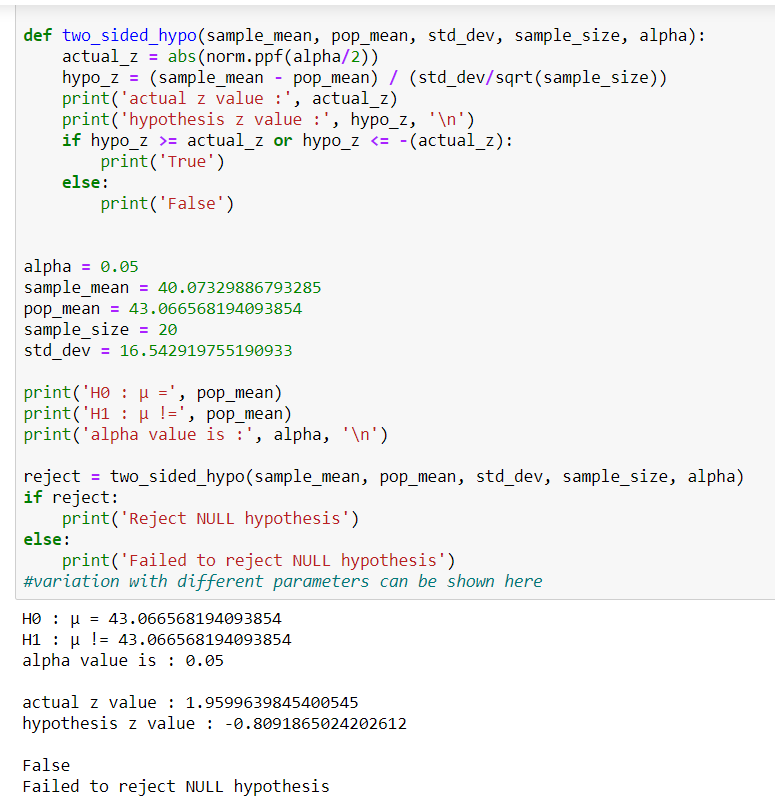 def two_sided_hypo(sample_mean, pop_mean, std_dev, sample_size, alpha):
    actual_z = abs(norm.ppf(alpha/2))
    hypo_z = (sample_mean - pop_mean) / (std_dev/sqrt(sample_size))
    print('actual z value :', actual_z)
    print('hypothesis z value :', hypo_z, '\n')
    if hypo_z >= actual_z or hypo_z <= -(actual_z):
        print('True')
    else:
        print('False')
alpha = 0.05
sample_mean = 40.07329886793285
pop_mean = 43.066568194093854
sample_size = 20
std_dev = 16.542919755190933
print('H0 : μ =', pop_mean)
print('H1 : μ !=', pop_mean)
print('alpha value is :', alpha, '\n')
reject = two_sided_hypo(sample_mean, pop_mean, std_dev, sample_size, alpha)
if reject:
    print('Reject NULL hypothesis')
else:
    print('Failed to reject NULL hypothesis')
#variation with different parameters can be shown here
H0 : μ = 43.066568194093854
H1 : μ != 43.066568194093854
alpha value is : 0.05
actual z value : 1.9599639845400545
hypothesis z value : -0.8091865024202612
False
Failed to reject NULL hypothesis